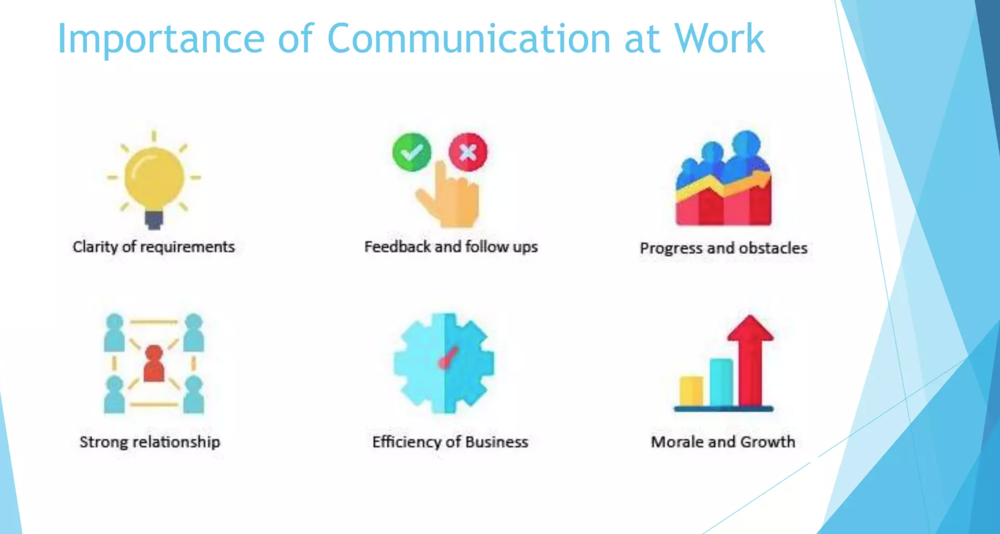 Importance of Communication at Work
Clarity of requirements
Feedback and follow ups
Progress and obstacles
Strong relationship
Efficiency of Business
Morale and Growth